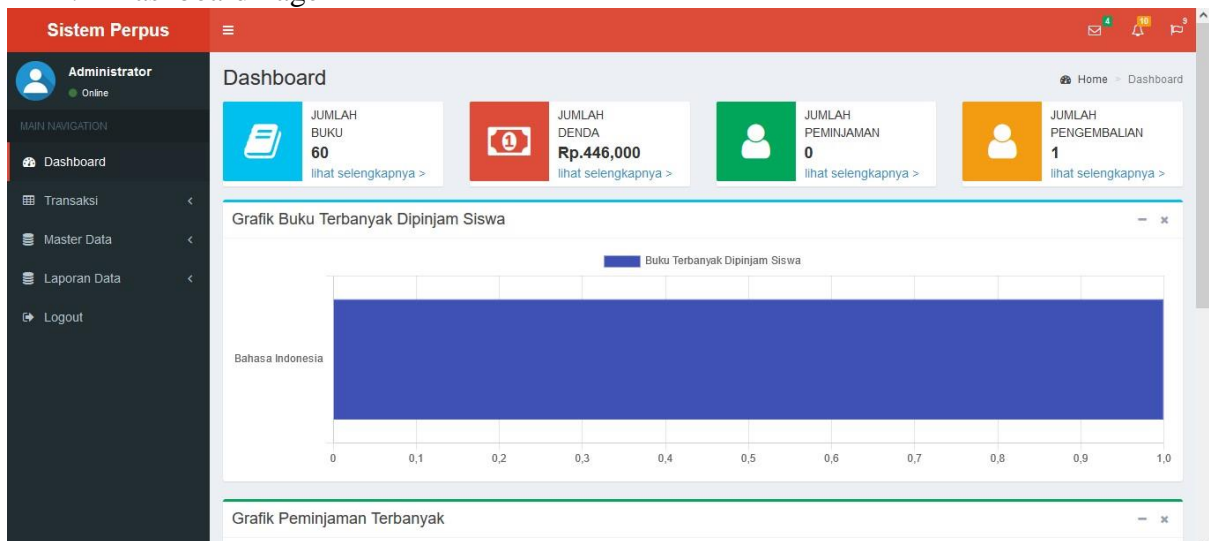 Sistem Perpus
4
10
9
Administrator
Online
Dashboard
Home > Dashboard
MAIN NAVIGATION
Dashboard
Transaksi
Master Data
Laporan Data
Logout
JUMLAH
BUKU
60
lihat selengkapnya >
JUMLAH
DENDA
Rp.446,000
lihat selengkapnya >
JUMLAH
PEMINJAMAN
0
lihat selengkapnya >
JUMLAH
PENGEMBALIAN
1
lihat selengkapnya >
Grafik Buku Terbanyak Dipinjam Siswa
Buku Terbanyak Dipinjam Siswa
Bahasa Indonesia
0 0,1 0,2 0,3 0,4 0,5 0,6 0,7 0,8 0,9 1,0
Grafik Peminjaman Terbanyak